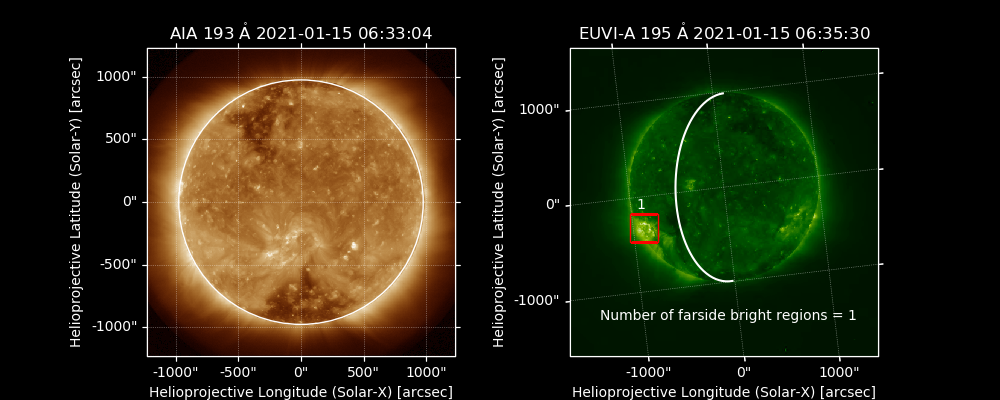 AIA 193 Å 2021-01-15 06:33:04
EUVI-A 195 Å 2021-01-15 06:35:30
Helioprojective Latitude (Solar-Y) [arcsec]
1000"
500"
0"
-500"
-1000"
-1000"
-500"
0"
500"
1000"
Helioprojective Longitude (Solar-X) [arcsec]
Helioprojective Latitude (Solar-Y) [arcsec]
1000"
0"
-1000"
1
Number of farside bright regions = 1
-1000"
0"
1000"
Helioprojective Longitude (Solar-X) [arcsec]